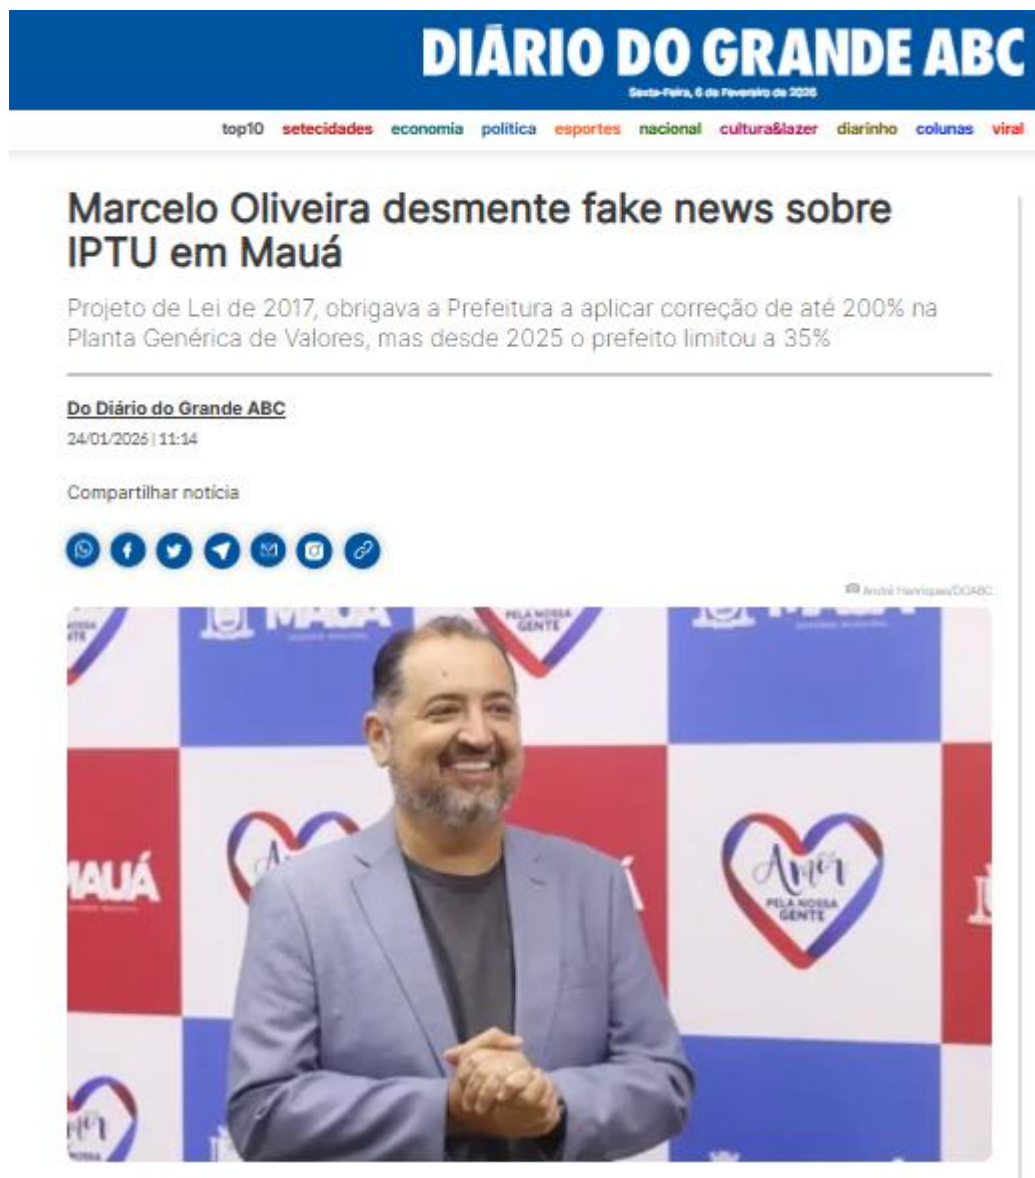 DIÁRIO DO GRANDE ABC
Sexta-Feira, 6 de Fevereiro de 2026
top10 setecidades economia política esportes nacional cultura&lazer diarinho colunas viral
Marcelo Oliveira desmente fake news sobre
IPTU em Mauá
Projeto de Lei de 2017, obrigava a Prefeitura a aplicar correção de até 200% na
Planta Genérica de Valores, mas desde 2025 o prefeito limitou a 35%
Do Diário do Grande ABC
24/01/2026 | 11:14
Compartilhar notícia
André Henriques/DGABC
MAUÁ
PELA NOSSA
GENTE
MAUÁ
Amor
PELA NOSSA
GENTE